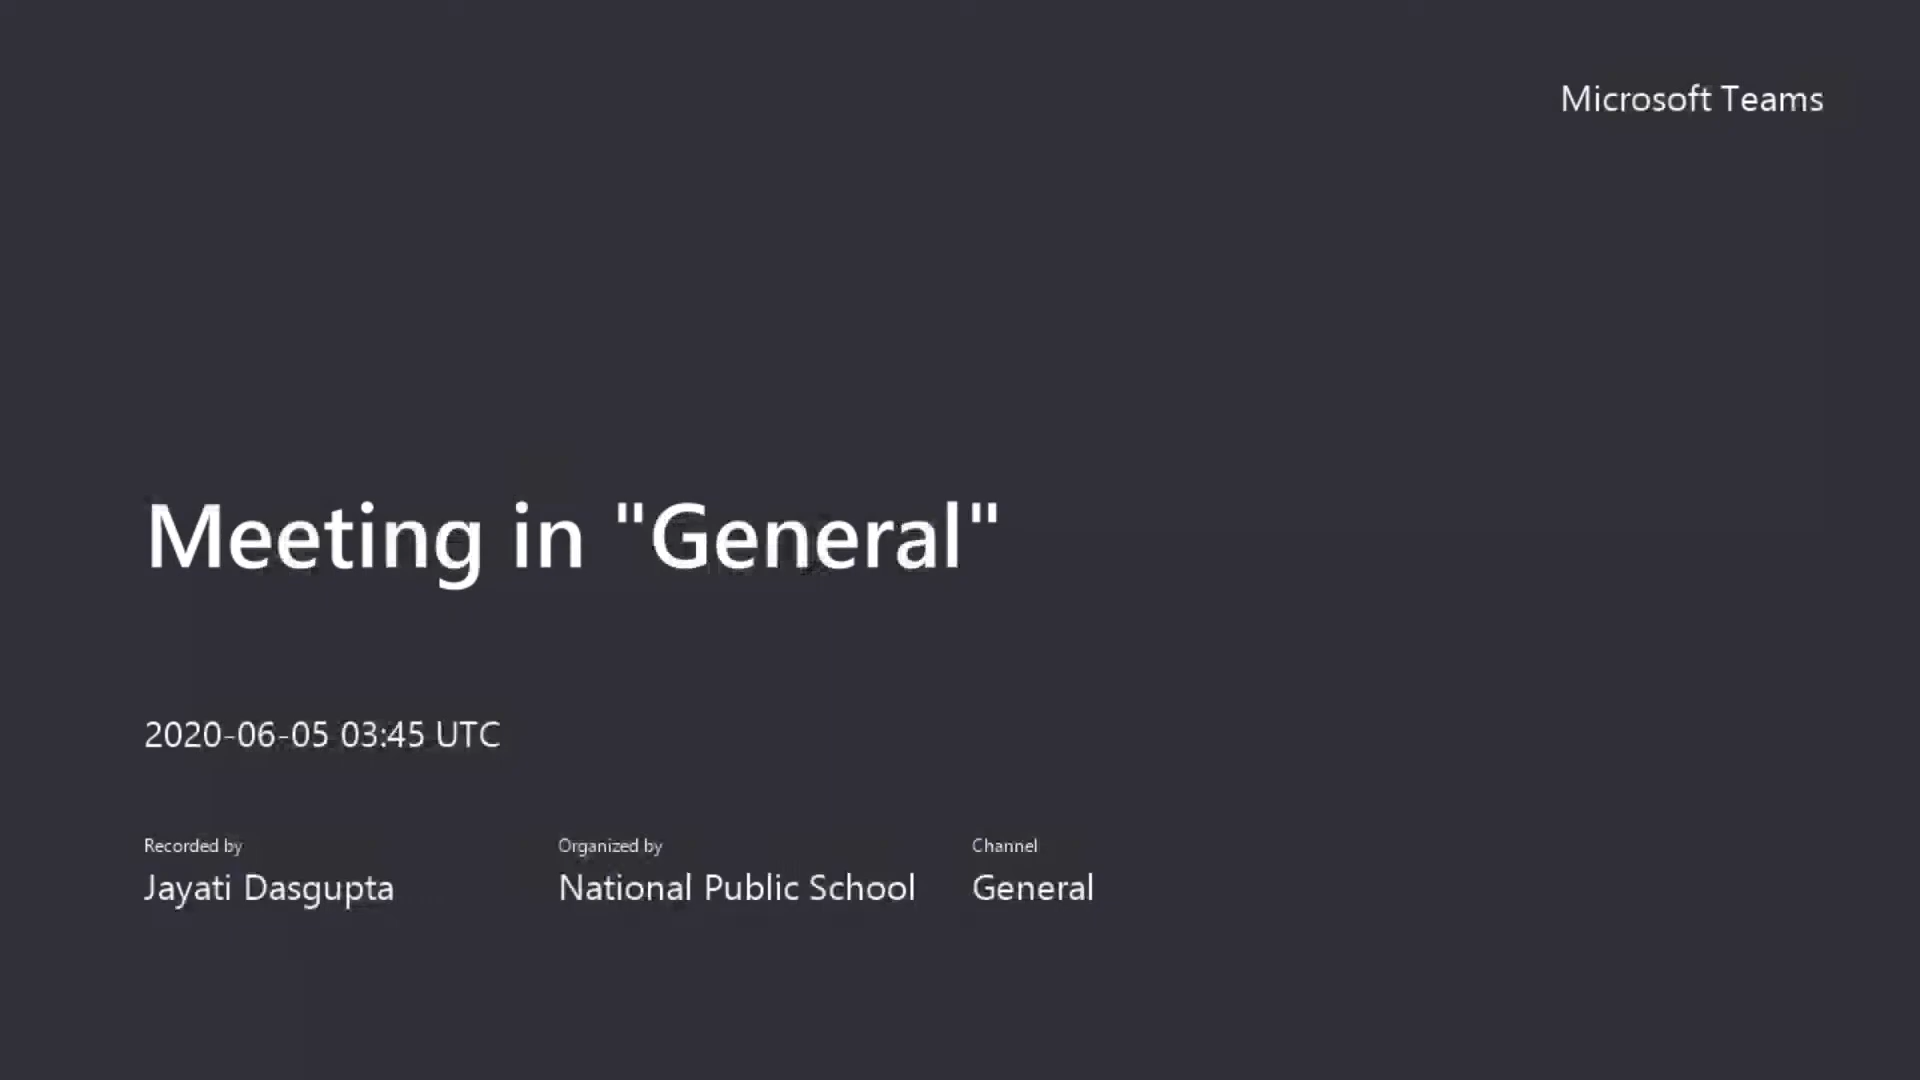 Microsoft Teams
Meeting in "General"
2020-06-05 03:45 UTC
Recorded by
Jayati Dasgupta
Organized by
National Public School
Channel
General